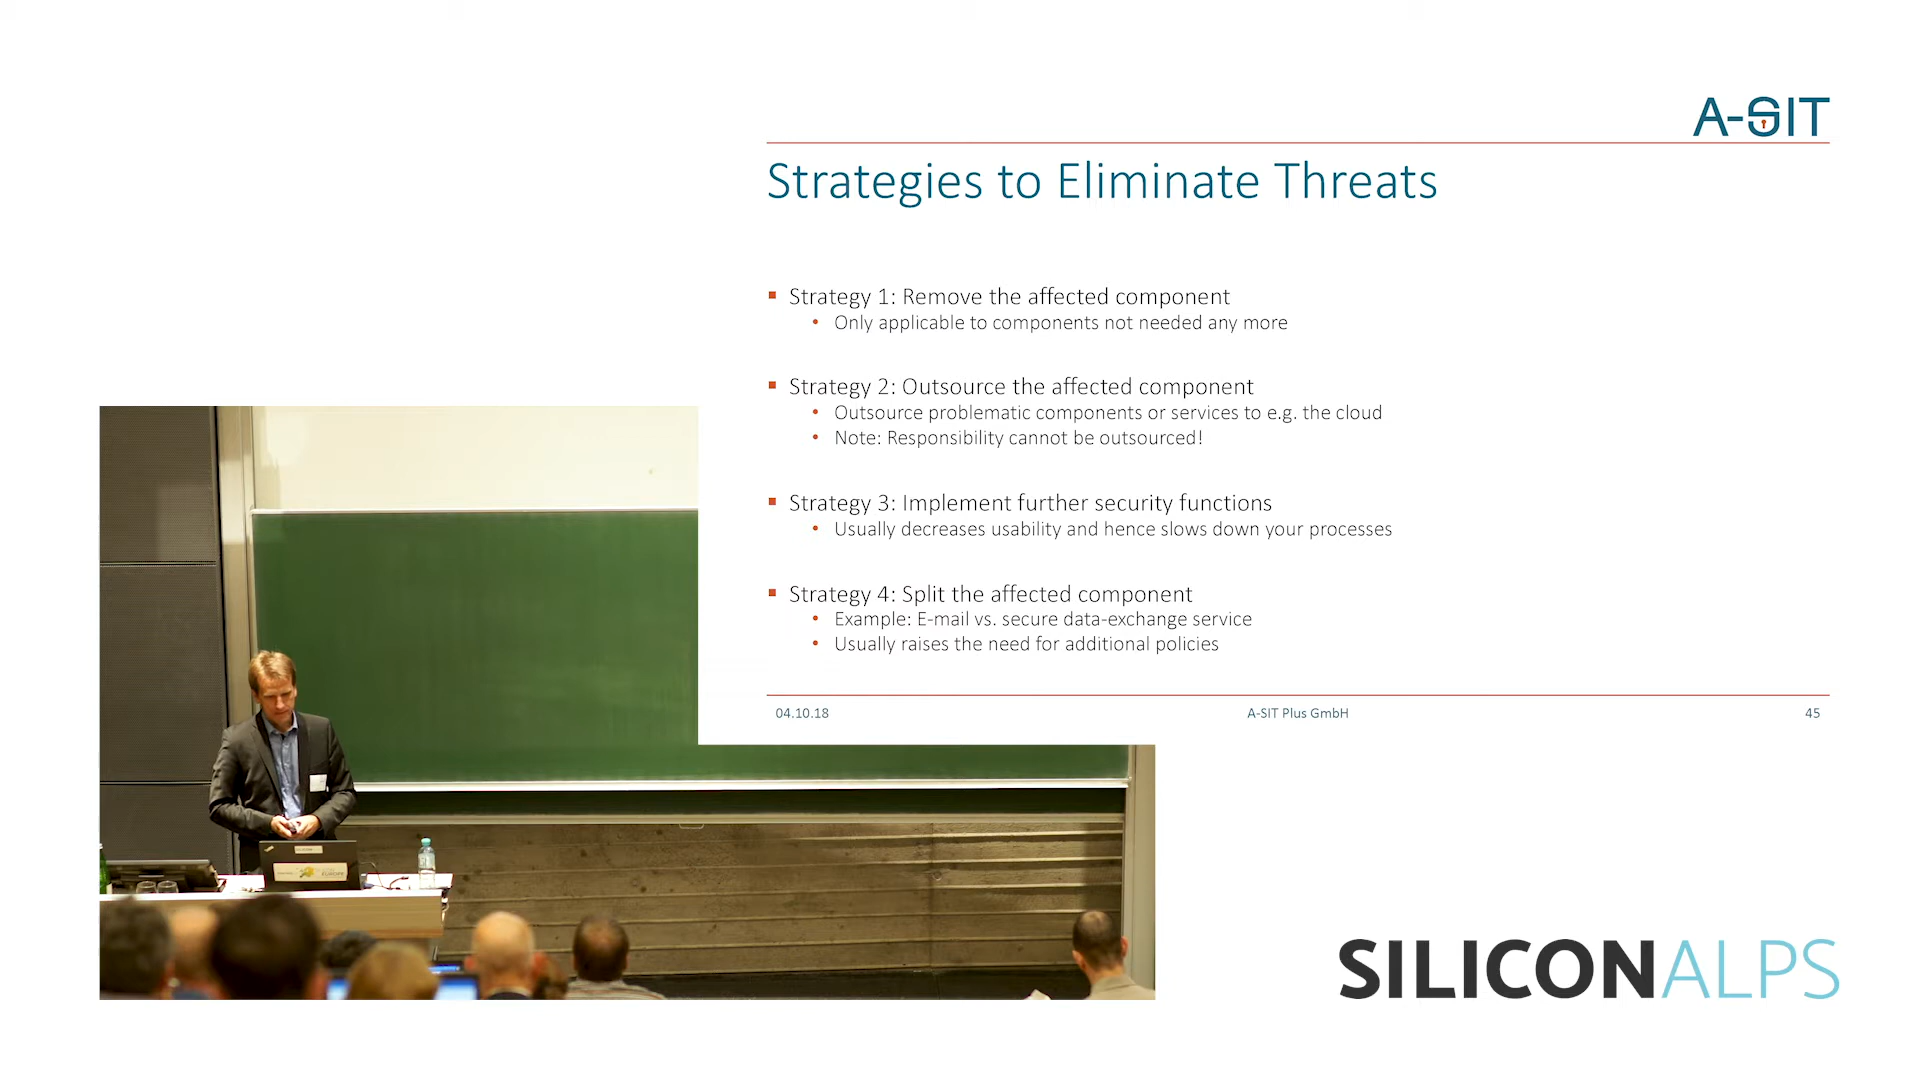 A-SIT
Strategies to Eliminate Threats
Strategy 1: Remove the affected component
Only applicable to components not needed any more
Strategy 2: Outsource the affected component
Outsource problematic components or services to e.g. the cloud
Note: Responsibility cannot be outsourced!
Strategy 3: Implement further security functions
Usually decreases usability and hence slows down your processes
Strategy 4: Split the affected component
Example: E-mail vs. secure data-exchange service
Usually raises the need for additional policies
04.10.18 A-SIT Plus GmbH 45
SILICONALPS